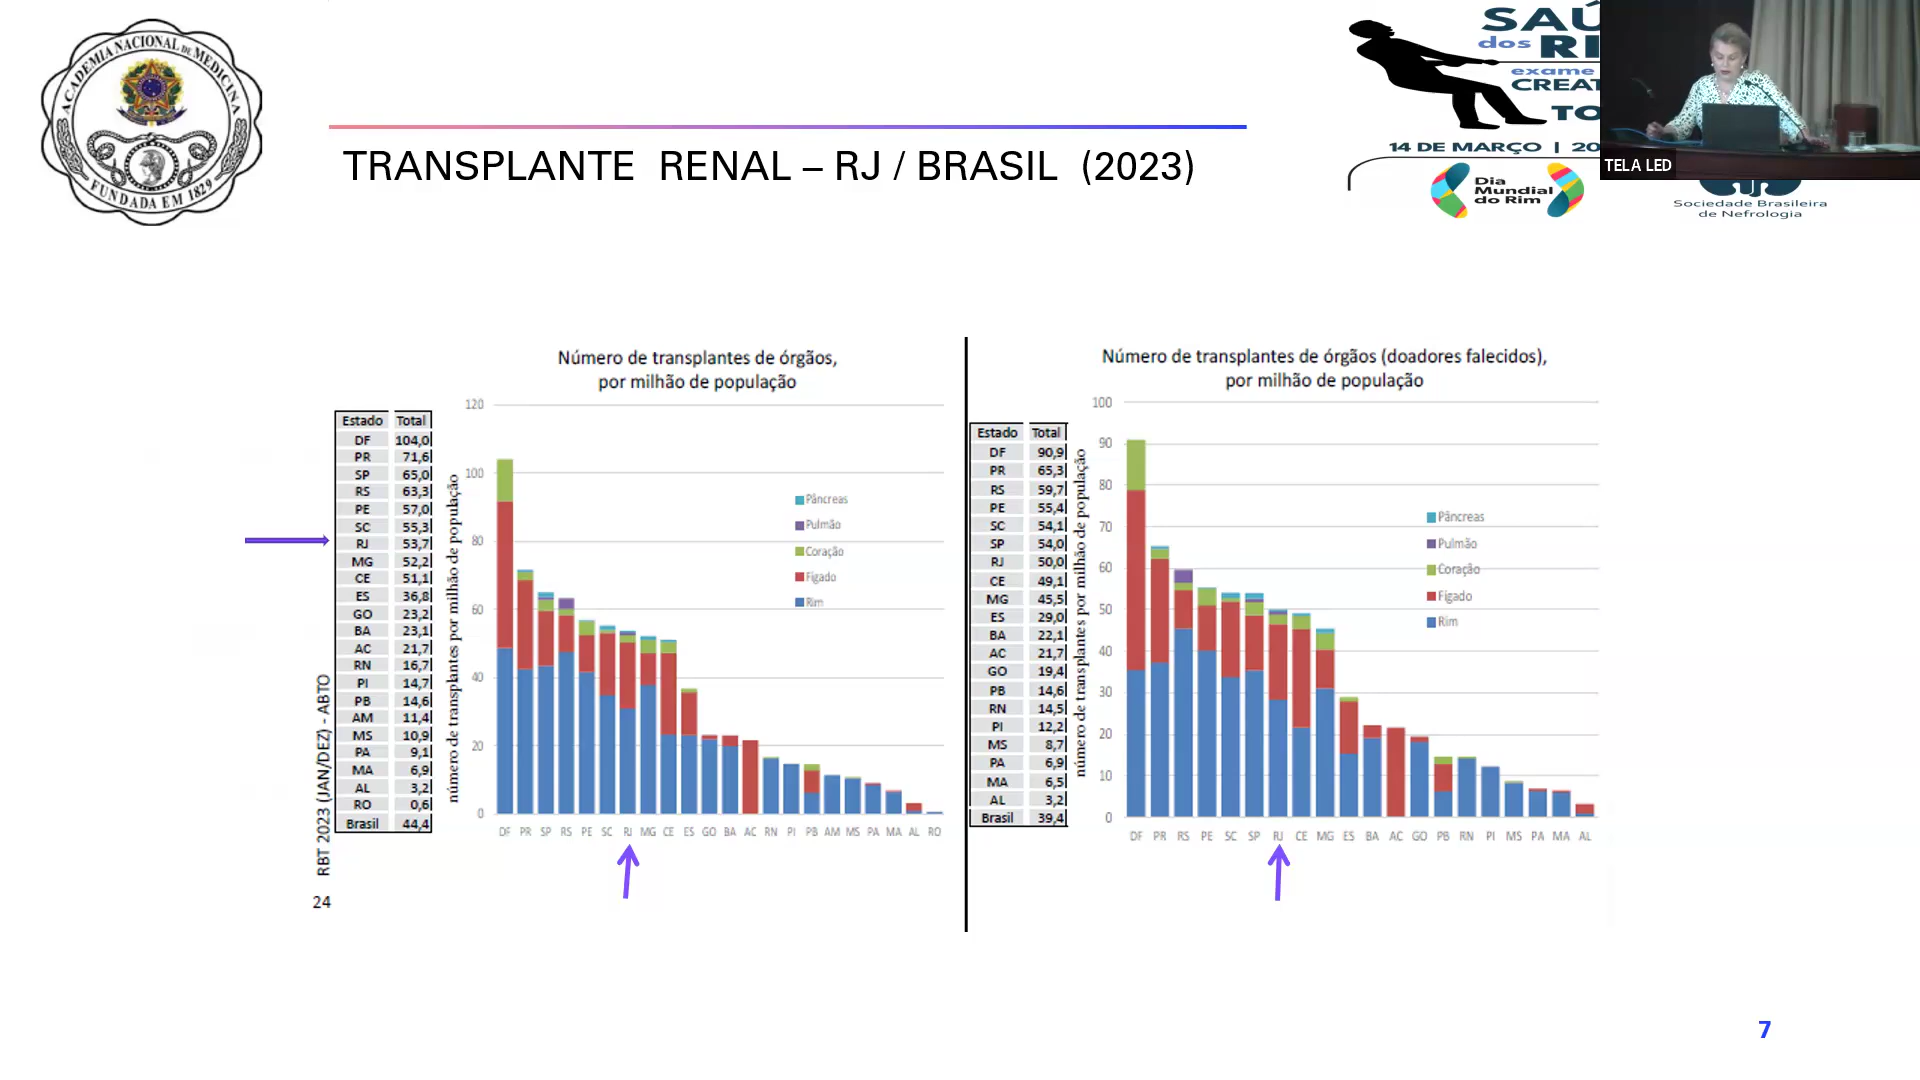 ACADEMIA NACIONAL DE MEDICINA
FUNDADA EM 1829
TRANSPLANTE RENAL – RJ / BRASIL (2023)
SAÚ
dos RI
exame
CREAT
TO
14 DE MARÇO | 20
Dia
Mundial
do Rim
TELA LED
Sociedade Brasileira
de Nefrologia
Número de transplantes de órgãos,
por milhão de população
Estado Total
DF 104,0
PR 71,6
SP 65,0
RS 63,3
PE 57,0
SC 55,3
RJ 53,7
MG 52,2
CE 51,1
ES 36,8
GO 23,2
BA 23,1
AC 21,7
RN 16,7
PI 14,7
PB 14,6
AM 11,4
MS 10,9
PA 9,1
MA 6,9
AL 3,2
RO 0,6
Brasil 44,4
RBT 2023 (JAN/DEZ) - ABTO
24
número de transplantes por milhão de população
120
100
80
60
40
20
0
Pâncreas
Pulmão
Coração
Fígado
Rim
DF PR SP RS PE SC RJ MG CE ES GO BA AC RN PI PB AM MS PA MA AL RO
Número de transplantes de órgãos (doadores falecidos),
por milhão de população
Estado Total
DF 90,9
PR 65,3
RS 59,7
PE 55,4
SC 54,1
SP 54,0
RJ 50,0
CE 49,1
MG 45,5
ES 29,0
BA 22,1
AC 21,7
GO 19,4
PB 14,6
RN 14,5
PI 12,2
MS 8,7
PA 6,9
MA 6,5
AL 3,2
Brasil 39,4
número de transplantes por milhão de população
100
90
80
70
60
50
40
30
20
10
0
Pâncreas
Pulmão
Coração
Fígado
Rim
DF PR RS PE SC SP RJ CE MG ES BA AC GO PB RN PI MS PA MA AL
7